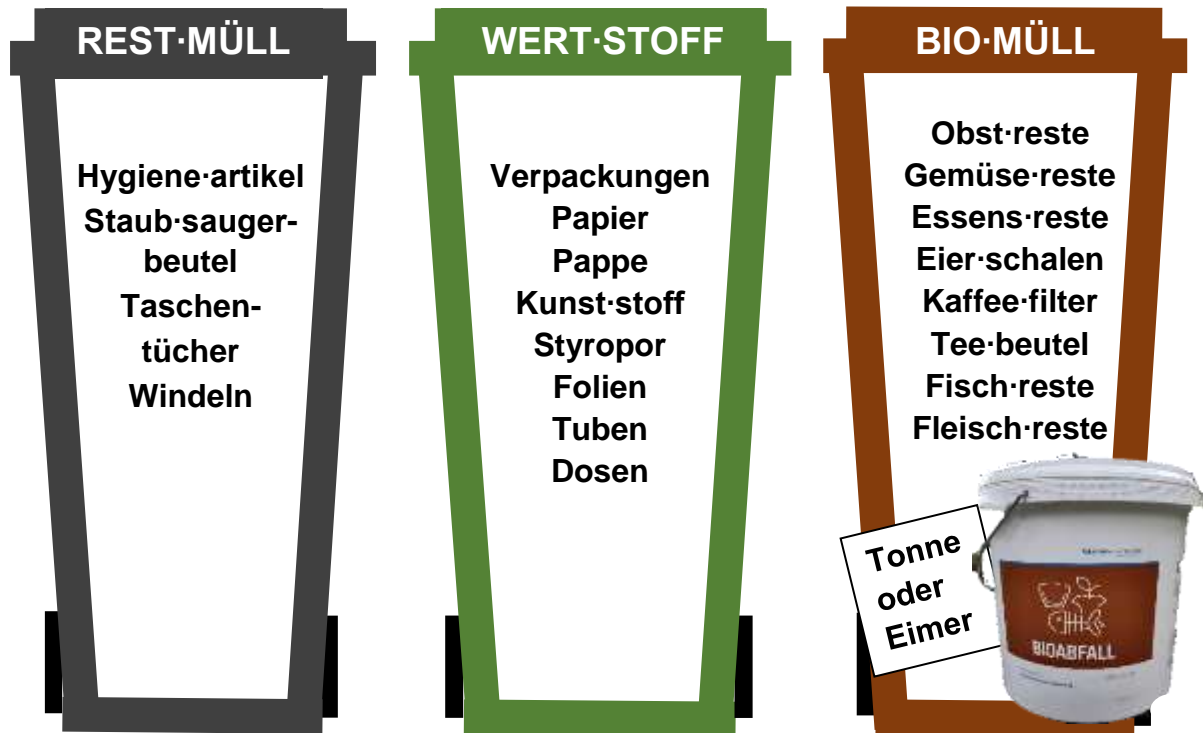 REST·MÜLL
Hygiene·artikel
Staub·sauger-
beutel
Taschen-
tücher
Windeln
WERT·STOFF
Verpackungen
Papier
Pappe
Kunst·stoff
Styropor
Folien
Tuben
Dosen
BIO·MÜLL
Obst·reste
Gemüse·reste
Essens·reste
Eier·schalen
Kaffee·filter
Tee·beutel
Fisch·reste
Fleisch·reste
Tonne
oder
Eimer
BIOABFALL